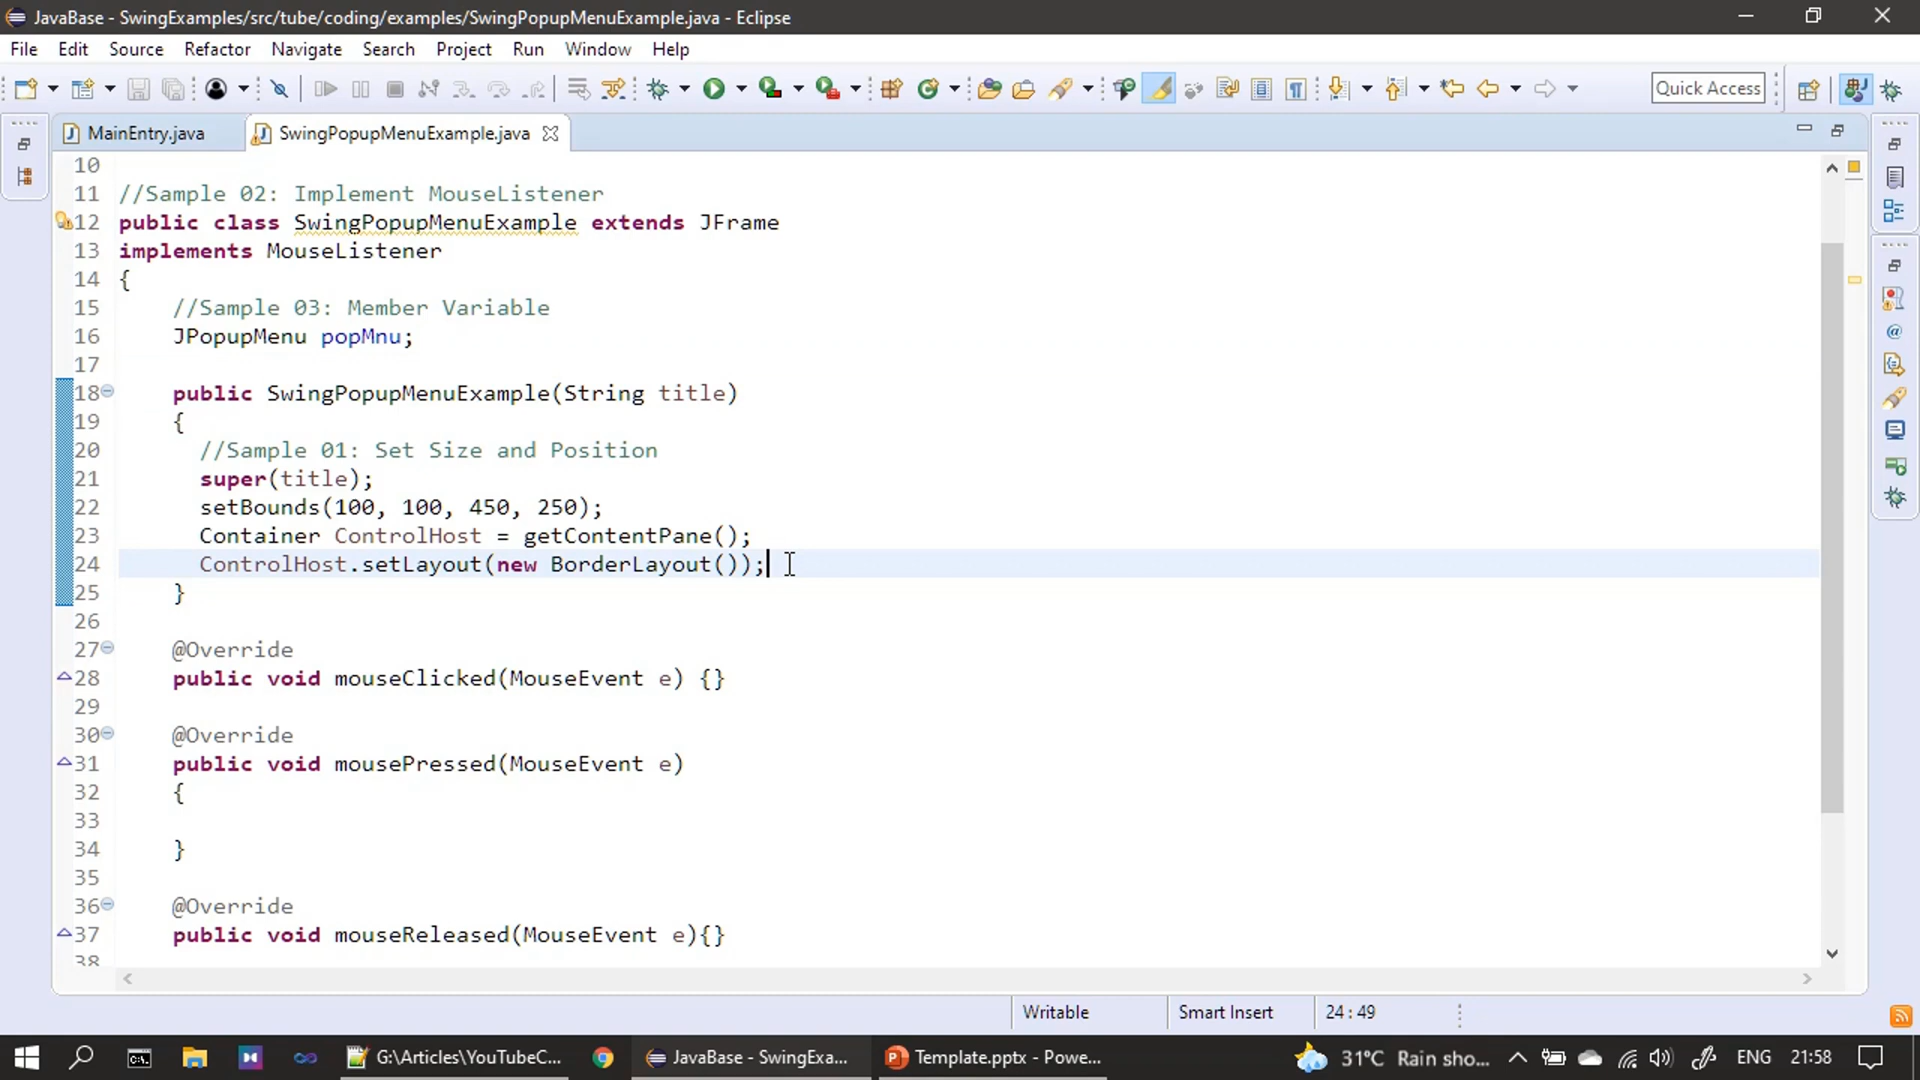 JavaBase - SwingExamples/src/tube/coding/examples/SwingPopupMenuExample.java - Eclipse
File Edit Source Refactor Navigate Search Run Window Help
Quick Access
MainEntry.java SwingPopupMenuExample.java
10
11 //Sample 02: Implement MouseListener
12 public class SwingPopupMenuExample extends JFrame
13 implements MouseListener
14 {
15 //Sample 03: Member Variable
16 JPopupMenu popMnu;
17
18 public SwingPopupMenuExample(String title)
19 {
20 //Sample 01: Set Size and Position
21 super(title);
22 setBounds(100, 100, 450, 250);
23 Container ControlHost = getContentPane();
24 ControlHost.setLayout(new BorderLayout());
25 }
26
27 @Override
28 public void mouseClicked(MouseEvent e) {}
29
30 @Override
31 public void mousePressed(MouseEvent e)
32 {
33
34 }
35
36 @Override
37 public void mouseReleased(MouseEvent e){}
38
Writable Smart Insert 24 : 49
G:\Articles\YouTubeC... JavaBase - SwingExa... Template.pptx - Powe... 31°C Rain sho... ENG 21:58